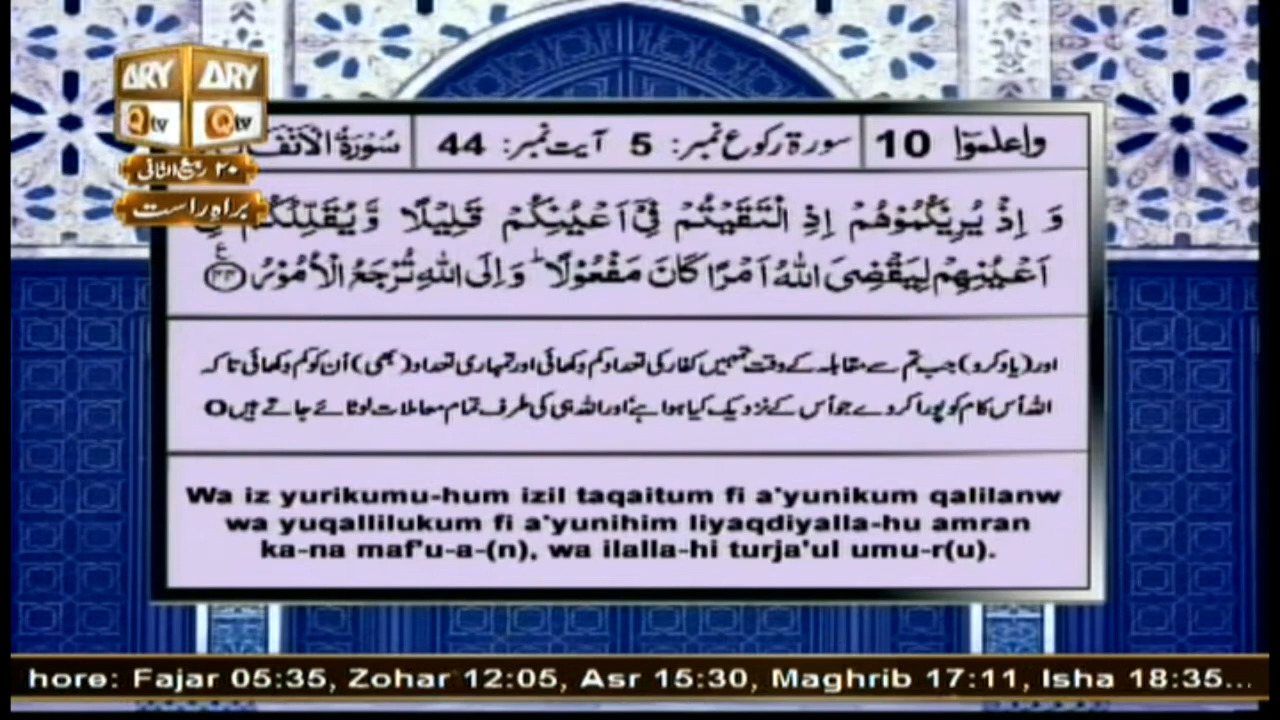 ARY ARY
Qtv Qtv
۲۰ ربیع الثانی
براہِ راست
واعلموٓا 10
سورۃ رکوع نمبر: 5 آیت نمبر: 44
سُوْرَةُ الْاَنْفَ
وَ اِذْ یُرِیْکُمُوْهُمْ اِذِ الْتَقَیْتُمْ فِیْۤ اَعْیُنِکُمْ قَلِیْلًا وَّ یُقَلِّلُکُمْ فِیْۤ
اَعْیُنِهِمْ لِیَقْضِیَ اللّٰهُ اَمْرًا کَانَ مَفْعُوْلًا ؕ وَ اِلَی اللّٰهِ تُرْجَعُ الْاُمُوْرُ ع ﴿۴۴﴾
اور (یاد کرو) جب تم سے مقابلہ کے وقت تمہیں کفار کی تعداد کم دکھائی اور تمہاری تعداد (بھی) اُن کو کم دکھائی تاکہ
اللہ اُس کام کو پورا کردے جو اُس کے نزدیک کیا ہوا ہے اور اللہ ہی کی طرف تمام معاملات لوٹائے جاتے ہیں O
Wa iz yurikumu-hum izil taqaitum fi a'yunikum qalilanw
wa yuqallilukum fi a'yunihim liyaqdiyalla-hu amran
ka-na maf'u-a-(n), wa ilalla-hi turja'ul umu-r(u).
hore: Fajar 05:35, Zohar 12:05, Asr 15:30, Maghrib 17:11, Isha 18:35...